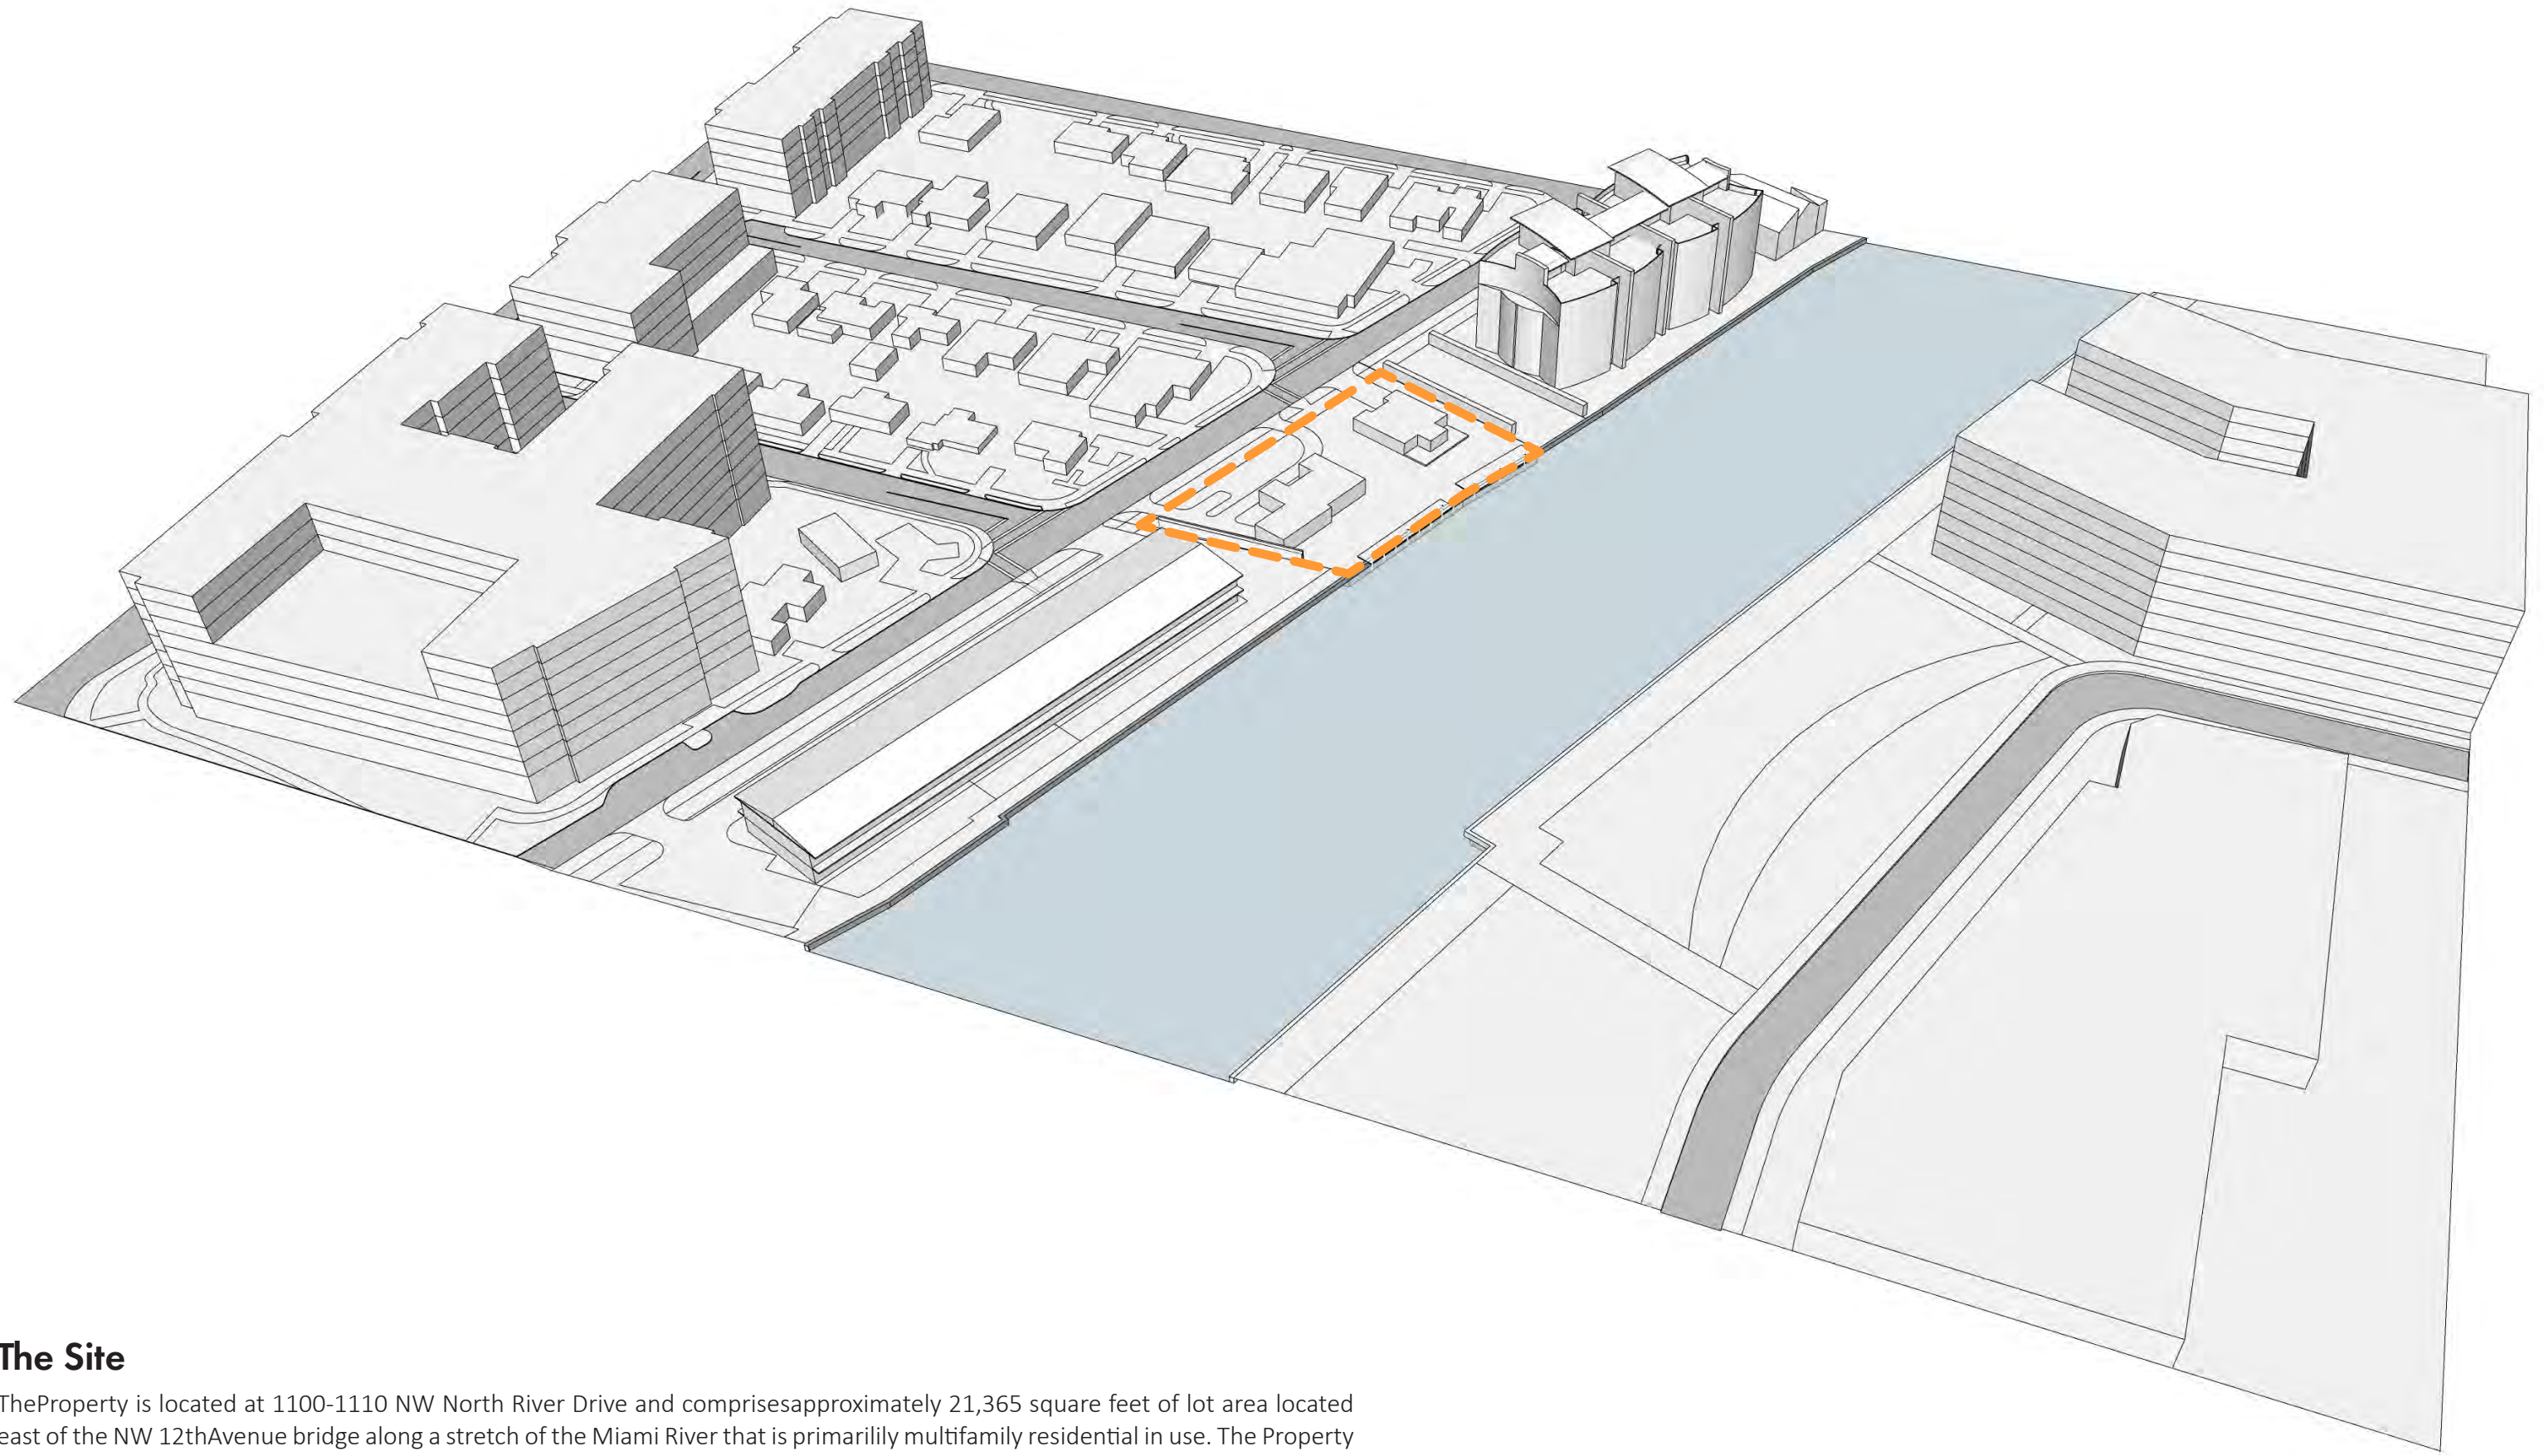 The Site
TheProperty is located at 1100-1110 NW North River Drive and comprisesapproximately 21,365 square feet of lot area located
east of the NW 12thAvenue bridge along a stretch of the Miami River that is primarilily multifamily residential in use. The Property